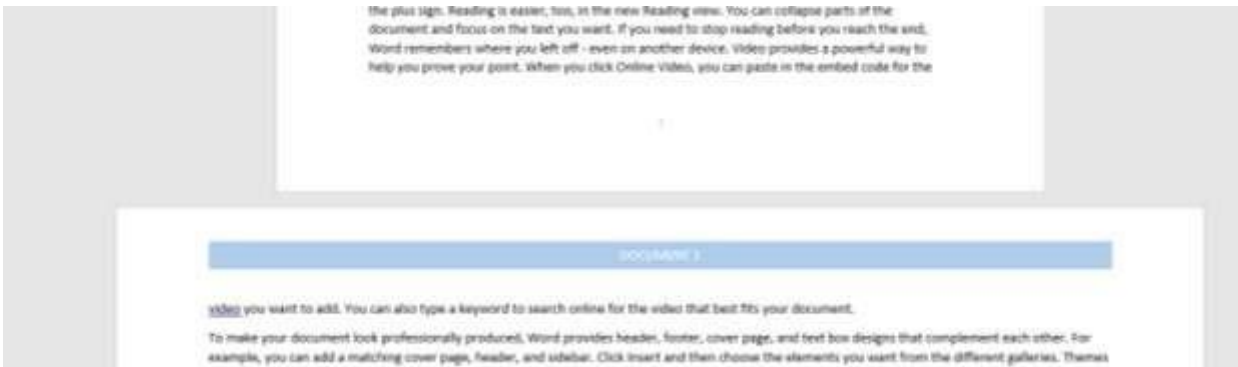 the plus sign. Reading is easier, too, in the new Reading view. You can collapse parts of the
document and focus on the text you want. If you need to stop reading before you reach the end,
Word remembers where you left off - even on another device. Video provides a powerful way to
help you prove your point. When you click Online Video, you can paste in the embed code for the
DOCUMENT
video you want to add. You can also type a keyword to search online for the video that best fits your document.
To make your document look professionally produced, Word provides header, footer, cover page, and text box designs that complement each other. For
example, you can add a matching cover page, header, and sidebar. Click Insert and then choose the elements you want from the different galleries. Themes